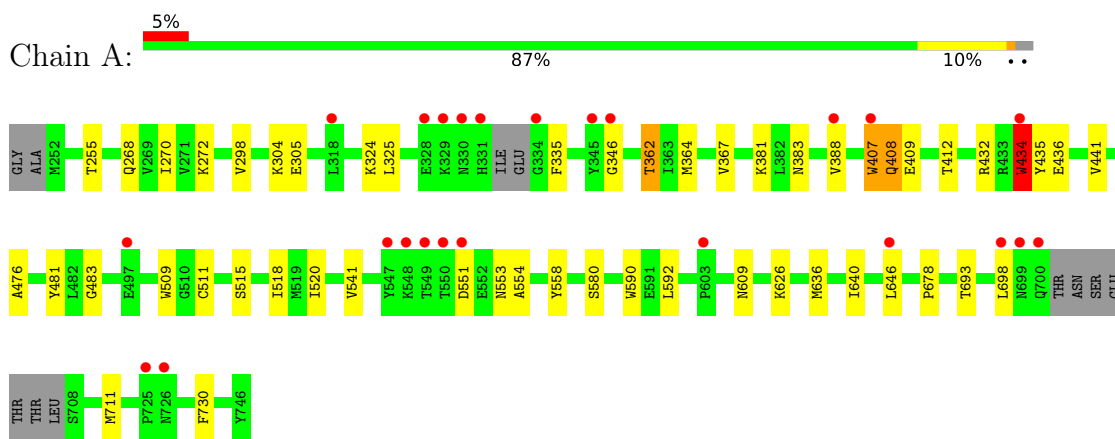 5%
Chain A:
87% 10%
GLY ALA M252 T255 Q268 V269 I270 V271 K272 V298 K304 E305 L318 K324 L325 E328 K329 N330 H331 ILE GLU G334 F335 Y345 G346 T362 I363 M364 V367 K381 L382 N383 V388 W407 Q408 E409 T412 R432 R433 W434 Y435 E436 V441
A476 Y481 L482 G483 E497 W509 G510 C511 S515 I518 M519 I520 V541 Y547 K548 T549 T550 D551 E552 N553 A554 Y558 S580 W590 E591 L592 P603 N609 K626 M636 I640 L646 P678 T693 L698 N699 Q700 THR ASN SER GLU
THR THR LEU S708 M711 P725 N726 F730 Y746